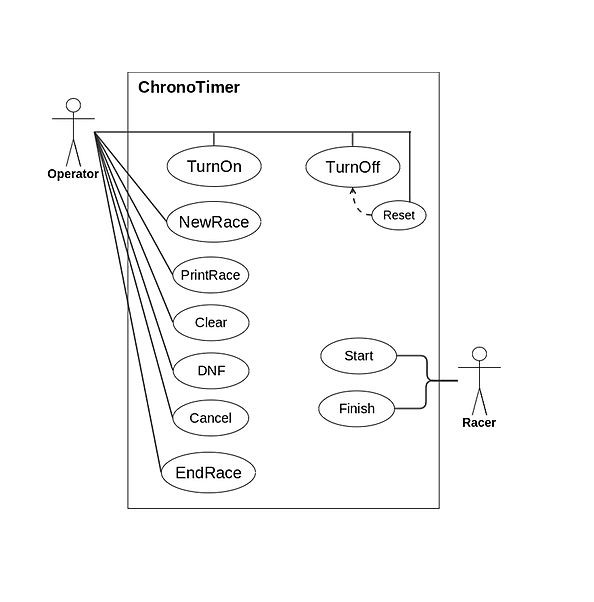 ChronoTimer
Operator
TurnOn
TurnOff
NewRace
Reset
PrintRace
Clear
DNF
Cancel
EndRace
Start
Finish
Racer